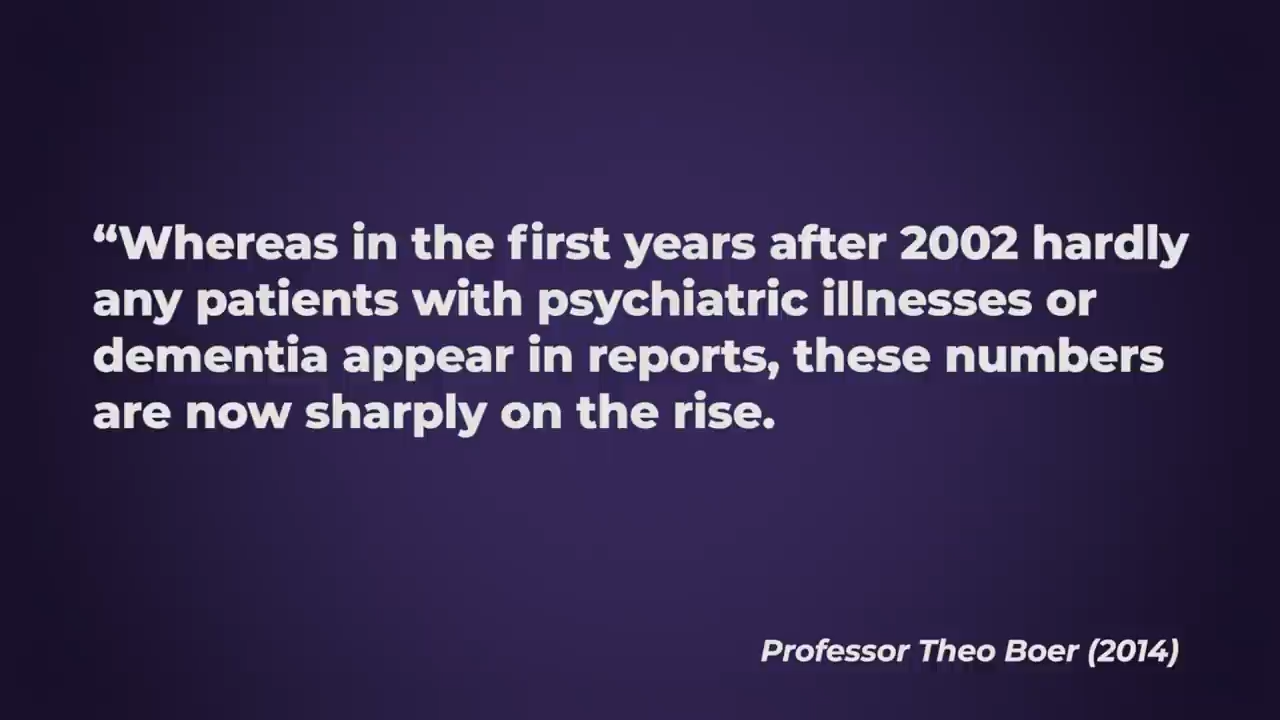 “Whereas in the first years after 2002 hardly
any patients with psychiatric illnesses or
dementia appear in reports, these numbers
are now sharply on the rise.
Professor Theo Boer (2014)